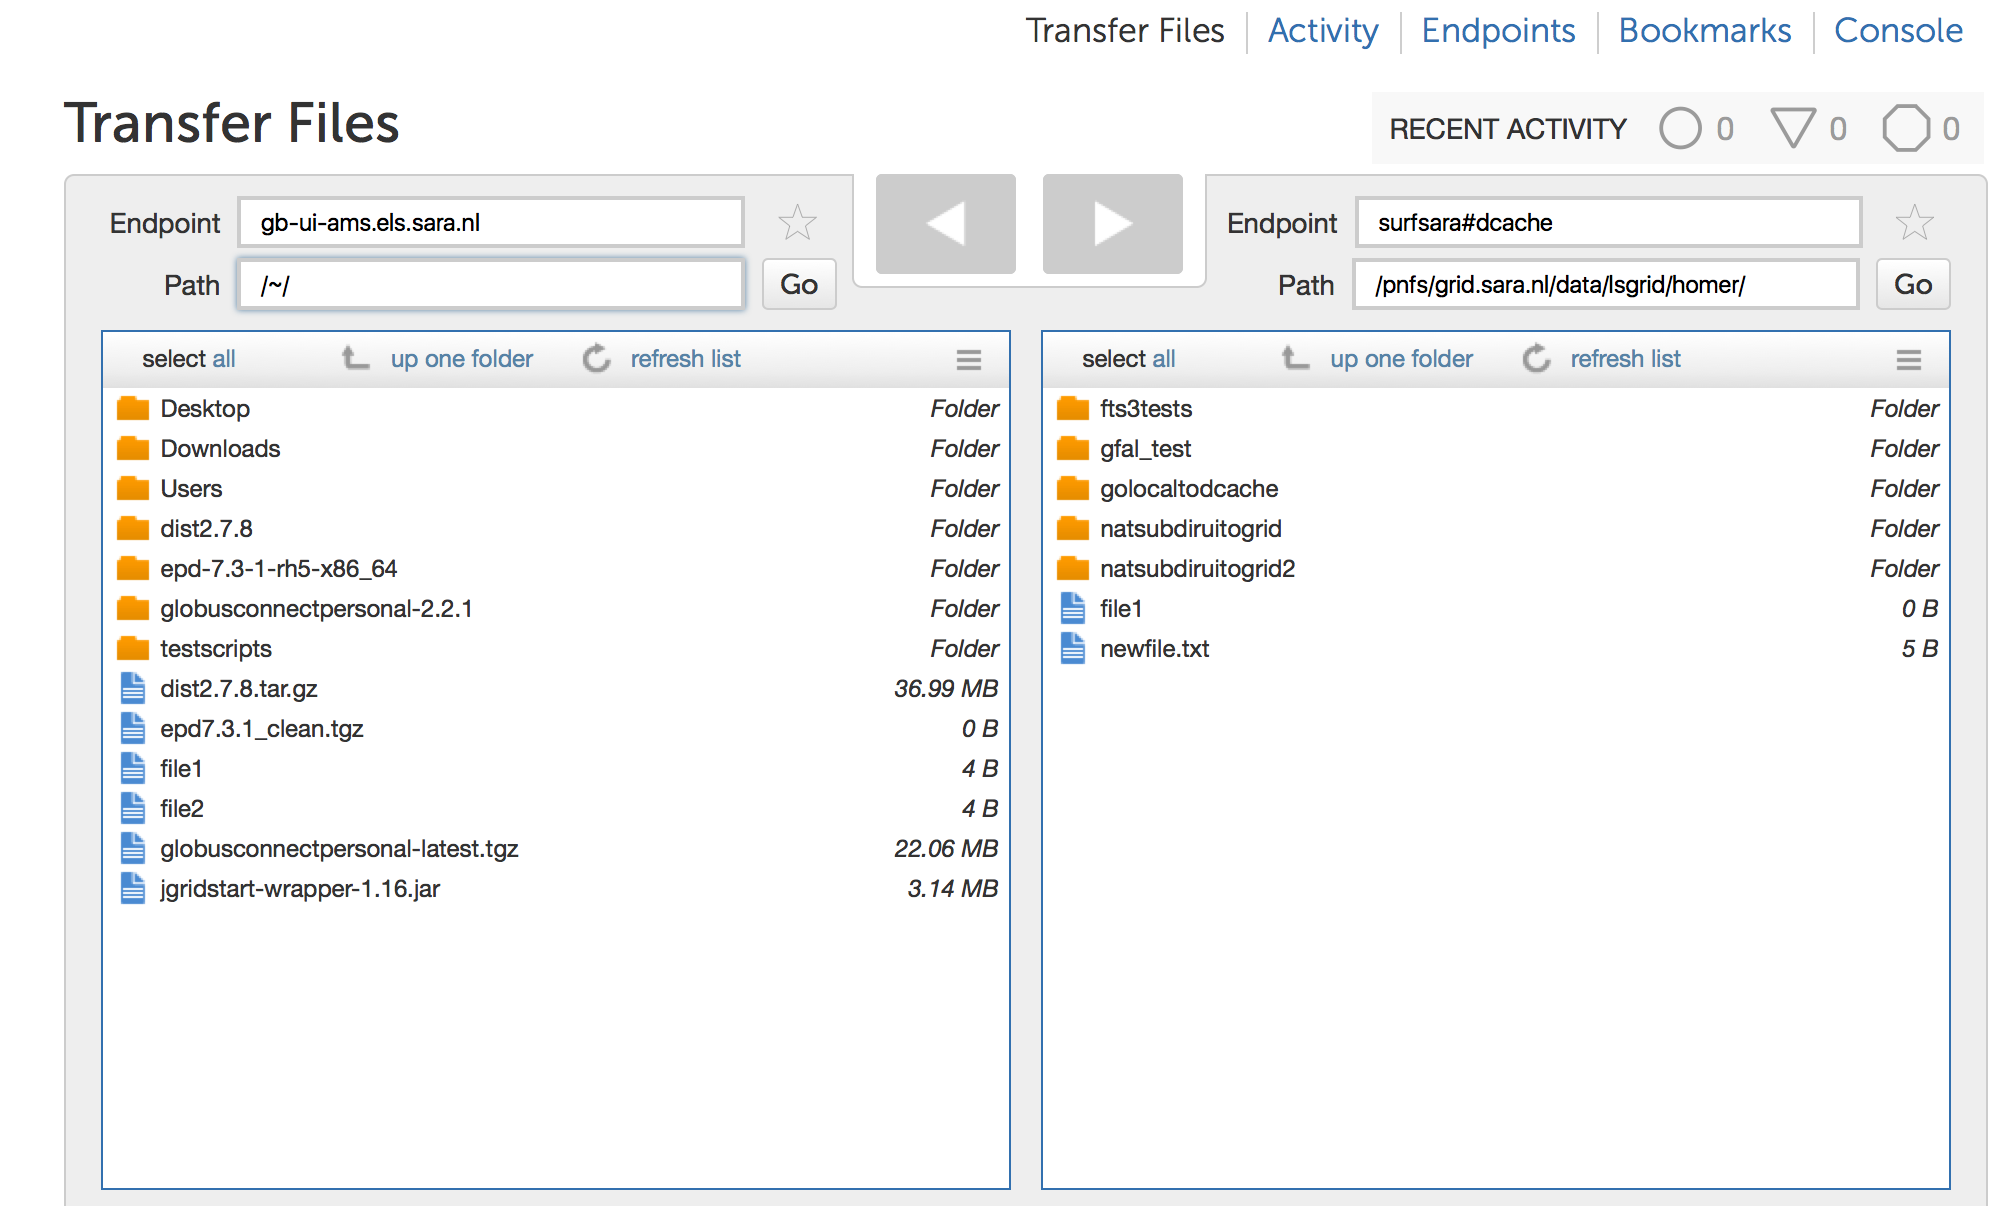 Transfer Files Activity Endpoints Bookmarks Console
Transfer Files
RECENT ACTIVITY 0 0 0
Endpoint gb-ui-ams.els.sara.nl
Path /~/ Go
select all up one folder refresh list
Desktop Folder
Downloads Folder
Users Folder
dist2.7.8 Folder
epd-7.3-1-rh5-x86_64 Folder
globusconnectpersonal-2.2.1 Folder
testscripts Folder
dist2.7.8.tar.gz 36.99 MB
epd7.3.1_clean.tgz 0 B
file1 4 B
file2 4 B
globusconnectpersonal-latest.tgz 22.06 MB
jgridstart-wrapper-1.16.jar 3.14 MB
Endpoint surfsara#dcache
Path /pnfs/grid.sara.nl/data/lsgrid/homer/ Go
select all up one folder refresh list
fts3tests Folder
gfal_test Folder
golocaltodcache Folder
natsubdiruitogrid Folder
natsubdiruitogrid2 Folder
file1 0 B
newfile.txt 5 B